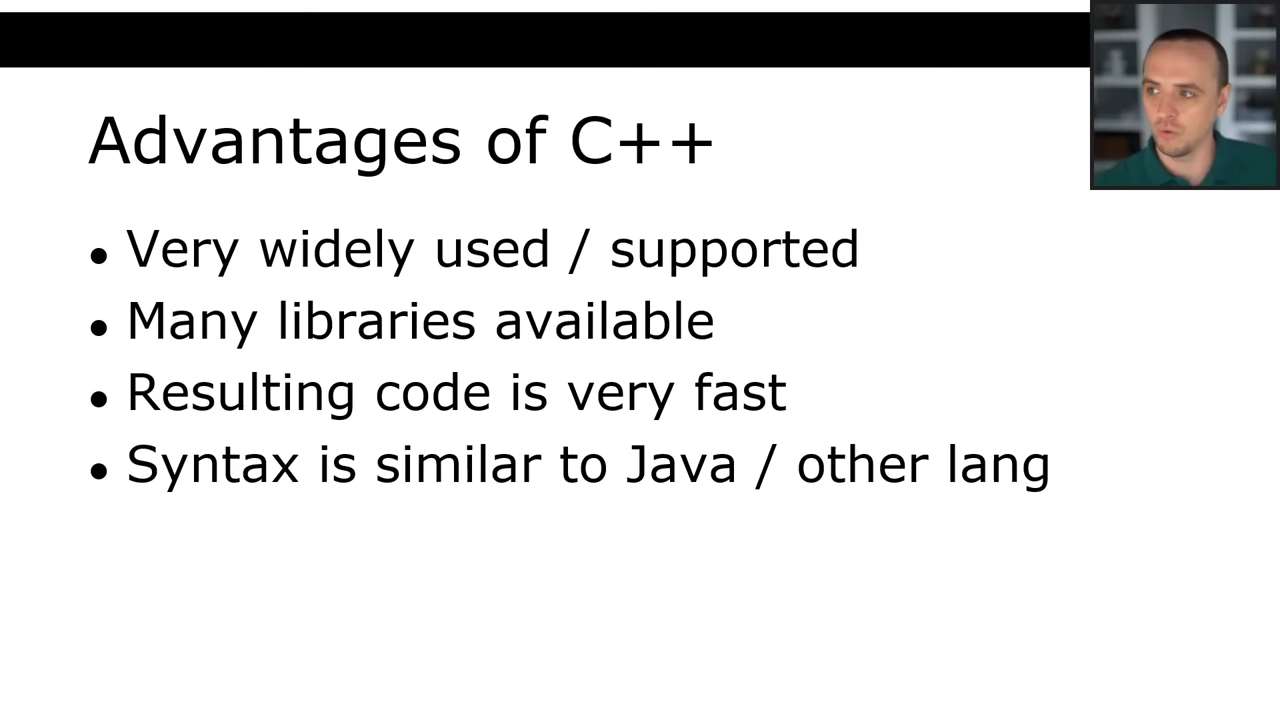 Advantages of C++
• Very widely used / supported
• Many libraries available
• Resulting code is very fast
• Syntax is similar to Java / other lang